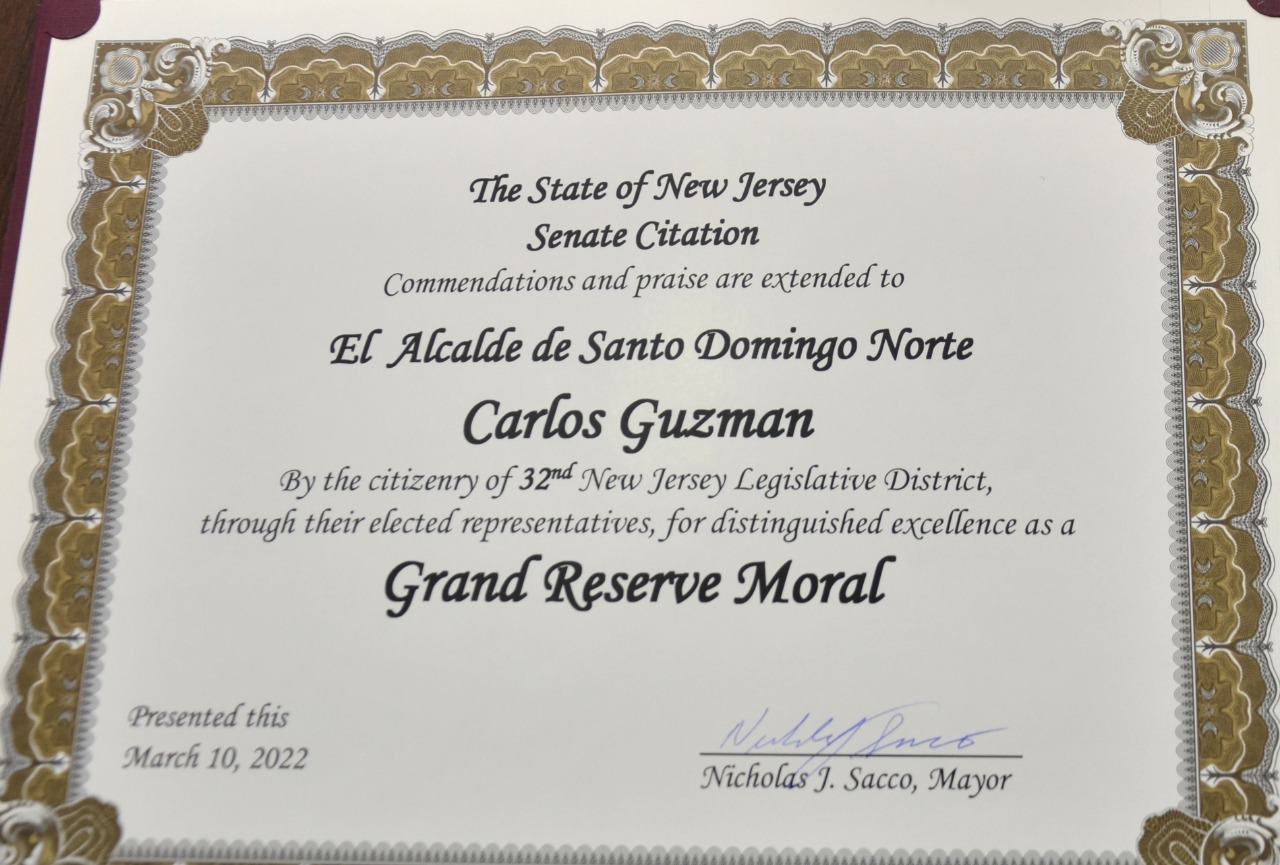 The State of New Jersey
Senate Citation
Commendations and praise are extended to
El Alcalde de Santo Domingo Norte
Carlos Guzman
By the citizenry of 32nd New Jersey Legislative District,
through their elected representatives, for distinguished excellence as a
Grand Reserve Moral
Presented this
March 10, 2022
Nicholas J. Sacco, Mayor